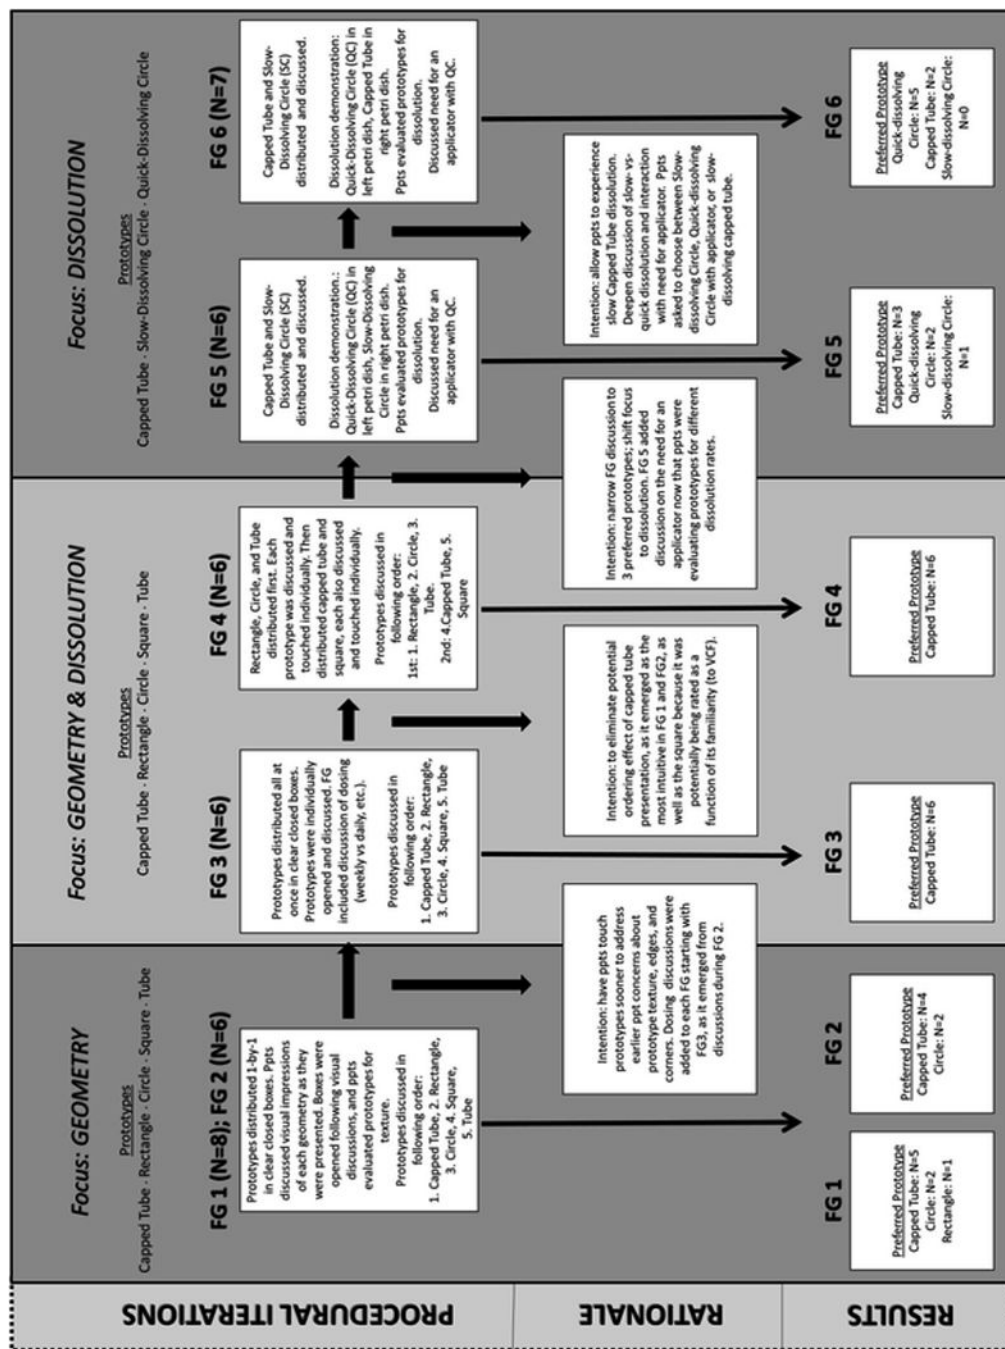 PROCEDURAL ITERATIONS
Focus: GEOMETRY
Prototypes
Capped Tube - Rectangle - Circle - Square - Tube
Focus: GEOMETRY & DISSOLUTION
Prototypes
Capped Tube - Rectangle - Circle - Square - Tube
Focus: DISSOLUTION
Prototypes
Capped Tube - Slow-Dissolving Circle - Quick-Dissolving Circle
FG 1 (N=8); FG 2 (N=6)
Prototypes distributed 1-by-1
in clear closed boxes. Ppts
discussed visual impressions
of each geometry as they
were presented. Boxes were
opened following visual
discussions, and ppts
evaluated prototypes for
texture.
Prototypes discussed in
following order:
1. Capped Tube, 2. Rectangle,
3. Circle, 4. Square,
5. Tube
FG 3 (N=6)
Prototypes distributed all at
once in clear closed boxes.
Prototypes were individually
opened and discussed. FG
included discussion of dosing
(weekly vs daily, etc.).
Prototypes discussed in
following order:
1. Capped Tube, 2. Rectangle,
3. Circle, 4. Square, 5. Tube
FG 4 (N=6)
Rectangle, Circle, and Tube
distributed first. Each
prototype was discussed and
touched individually. Then
distributed capped tube and
square, each also discussed
and touched individually.
Prototypes discussed in
following order:
1st: 1. Rectangle, 2. Circle, 3.
Tube.
2nd: 4.Capped Tube, 5.
Square
FG 5 (N=6)
Capped Tube and Slow-
Dissolving Circle (SC)
distributed and discussed.
Dissolution demonstration.:
Quick-Dissolving Circle (QC) in
left petri dish, Slow-Dissolving
Circle in right petri dish.
Ppts evaluated prototypes for
dissolution.
Discussed need for an
applicator with QC.
FG 6 (N=7)
Capped Tube and Slow-
Dissolving Circle (SC)
distributed and discussed.
Dissolution demonstration:
Quick-Dissolving Circle (QC) in
left petri dish, Capped Tube in
right petri dish.
Ppts evaluated prototypes for
dissolution.
Discussed need for an
applicator with QC.
RATIONALE
Intention: have ppts touch
prototypes sooner to address
earlier ppt concerns about
prototype texture, edges, and
corners. Dosing discussions were
added to each FG starting with
FG3, as it emerged from
discussions during FG 2.
Intention: to eliminate potential
ordering effect of capped tube
presentation, as it emerged as the
most intuitive in FG 1 and FG2, as
well as the square because it was
potentially being rated as a
function of its familiarity (to VCF).
Intention: narrow FG discussion to
3 preferred prototypes; shift focus
to dissolution. FG 5 added
discussion on the need for an
applicator now that ppts were
evaluating prototypes for different
dissolution rates.
Intention: allow ppts to experience
slow Capped Tube dissolution.
Deepen discussion of slow- vs-
quick dissolution and interaction
with need for applicator. Ppts
asked to choose between Slow-
dissolving Circle, Quick-dissolving
Circle with applicator, or slow-
dissolving capped tube.
RESULTS
FG 1
Preferred Prototype
Capped Tube: N=5
Circle: N=2
Rectangle: N=1
FG 2
Preferred Prototype
Capped Tube: N=4
Circle: N=2
FG 3
Preferred Prototype
Capped Tube: N=6
FG 4
Preferred Prototype
Capped Tube: N=6
FG 5
Preferred Prototype
Capped Tube: N=3
Quick-dissolving
Circle: N=2
Slow-dissolving Circle:
N=1
FG 6
Preferred Prototype
Quick-dissolving
Circle: N=5
Capped Tube: N=2
Slow-dissolving Circle:
N=0